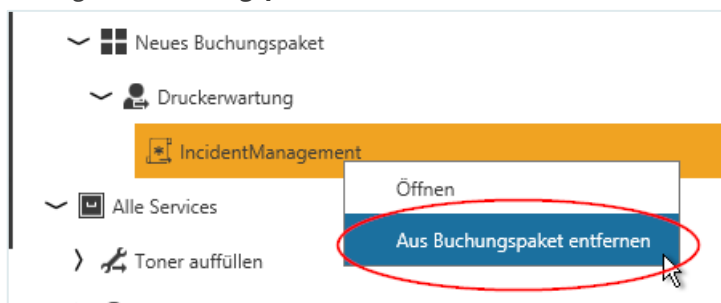 Neues Buchungspaket
Druckerwartung
IncidentManagement
Öffnen
Alle Services
Aus Buchungspaket entfernen
Toner auffüllen